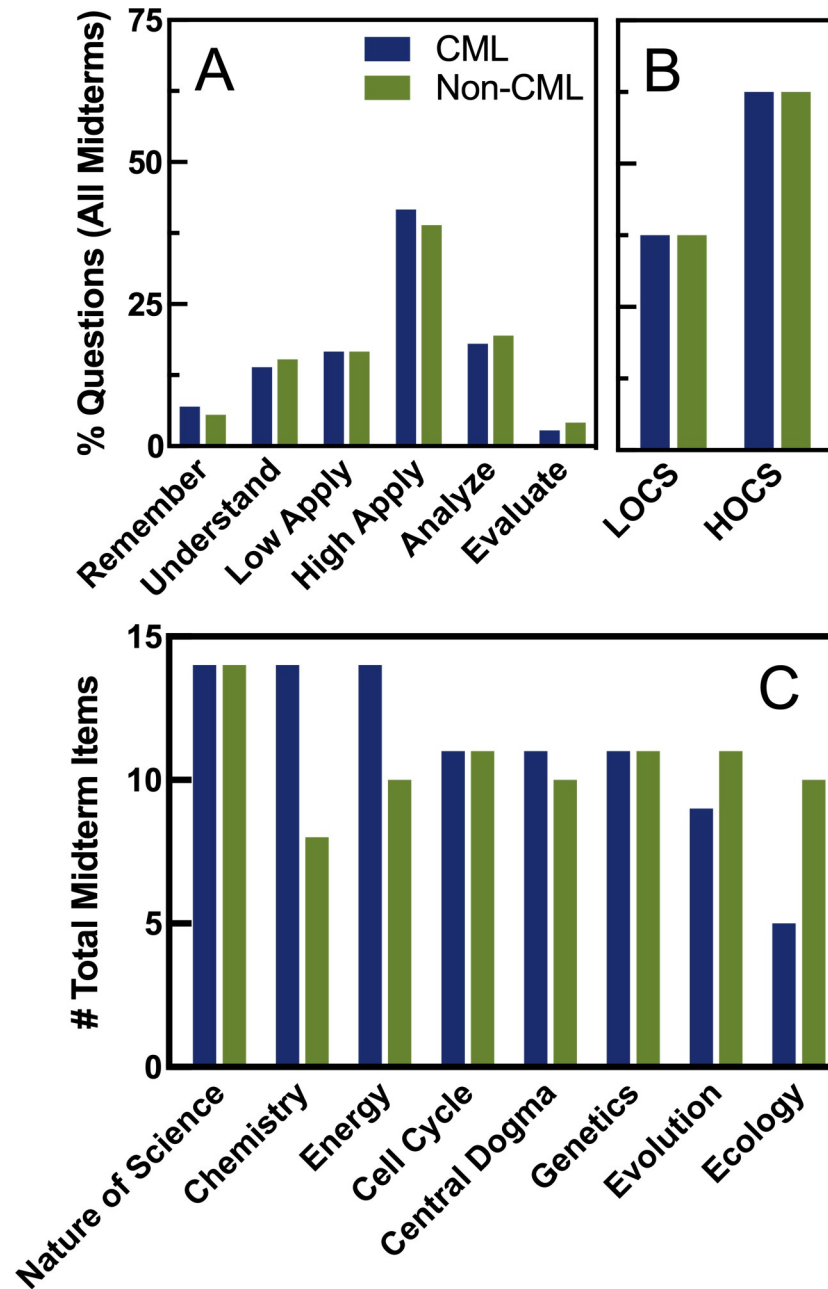 % Questions (All Midterms)
75
50
25
0
A
CML
Non-CML
Remember
Understand
Low Apply
High Apply
Analyze
Evaluate
B
LOCS
HOCS
# Total Midterm Items
15
10
5
0
C
Nature of Science
Chemistry
Energy
Cell Cycle
Central Dogma
Genetics
Evolution
Ecology